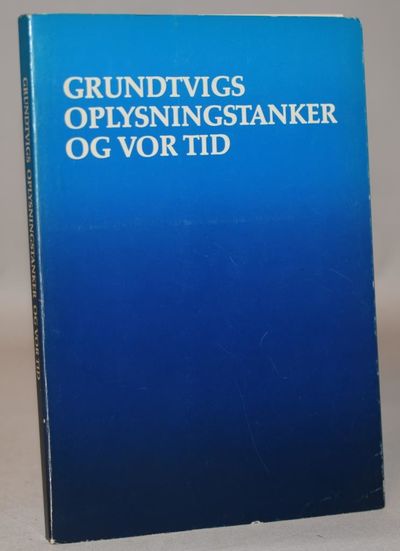 GRUNDTVIGS
OPLYSNINGSTANKER
OG VOR TID
GRUNDTVIGS OPLYSNINGSTANKER OG VOR TID